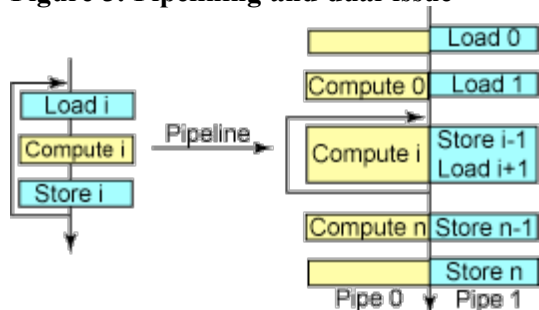 Figure 3. Pipelining and dual issue
Load i
Compute i
Store i
Pipeline
Load 0
Compute 0
Load 1
Compute i
Store i-1
Load i+1
Compute n
Store n-1
Store n
Pipe 0
Pipe 1